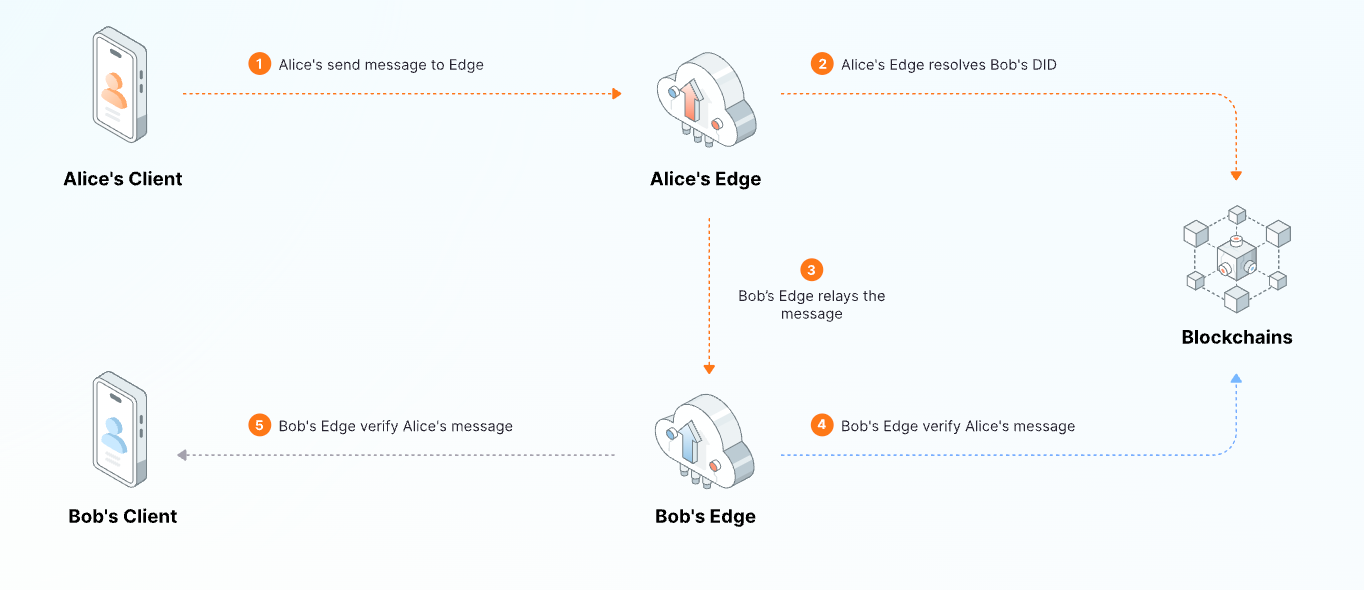 1 Alice's send message to Edge
2 Alice's Edge resolves Bob's DID
Alice's Client
Alice's Edge
3
Bob’s Edge relays the
message
Blockchains
5 Bob's Edge verify Alice's message
4 Bob's Edge verify Alice's message
Bob's Client
Bob's Edge